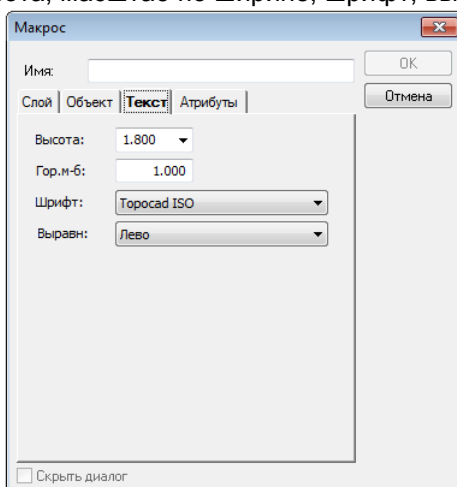 Макрос
Имя:
OK
Отмена
Слой Объект Текст Атрибуты
Высота: 1.800
Гор.м-б: 1.000
Шрифт: Topocad ISO
Выравн: Лево
Скрыть диалог